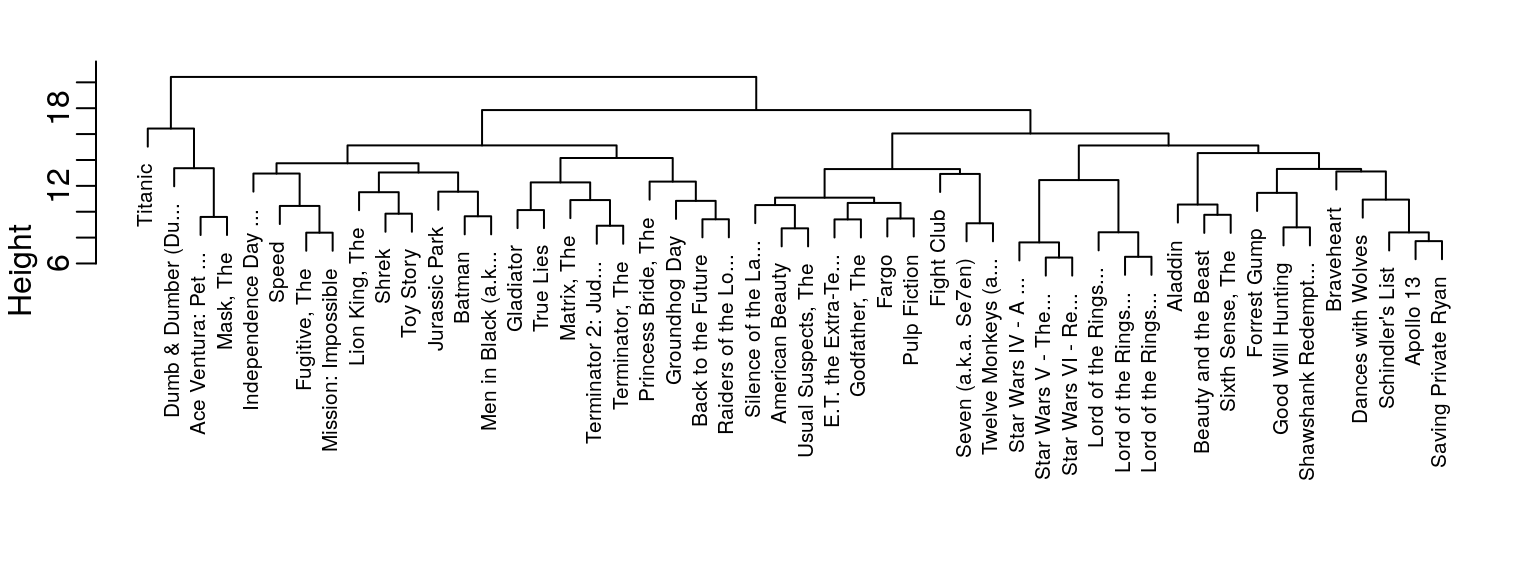 Height
18
12
6
Titanic
Dumb & Dumber (Du...
Ace Ventura: Pet ...
Mask, The
Independence Day ...
Speed
Fugitive, The
Mission: Impossible
Lion King, The
Shrek
Toy Story
Jurassic Park
Batman
Men in Black (a.k...
Gladiator
True Lies
Matrix, The
Terminator 2: Jud...
Terminator, The
Princess Bride, The
Groundhog Day
Back to the Future
Raiders of the Lo...
Silence of the La...
American Beauty
Usual Suspects, The
E.T. the Extra-Te...
Godfather, The
Fargo
Pulp Fiction
Fight Club
Seven (a.k.a. Se7en)
Twelve Monkeys (a...
Star Wars IV - A ...
Star Wars V - The...
Star Wars VI - Re...
Lord of the Rings...
Lord of the Rings...
Lord of the Rings...
Aladdin
Beauty and the Beast
Sixth Sense, The
Forrest Gump
Good Will Hunting
Shawshank Redempt...
Braveheart
Dances with Wolves
Schindler's List
Apollo 13
Saving Private Ryan